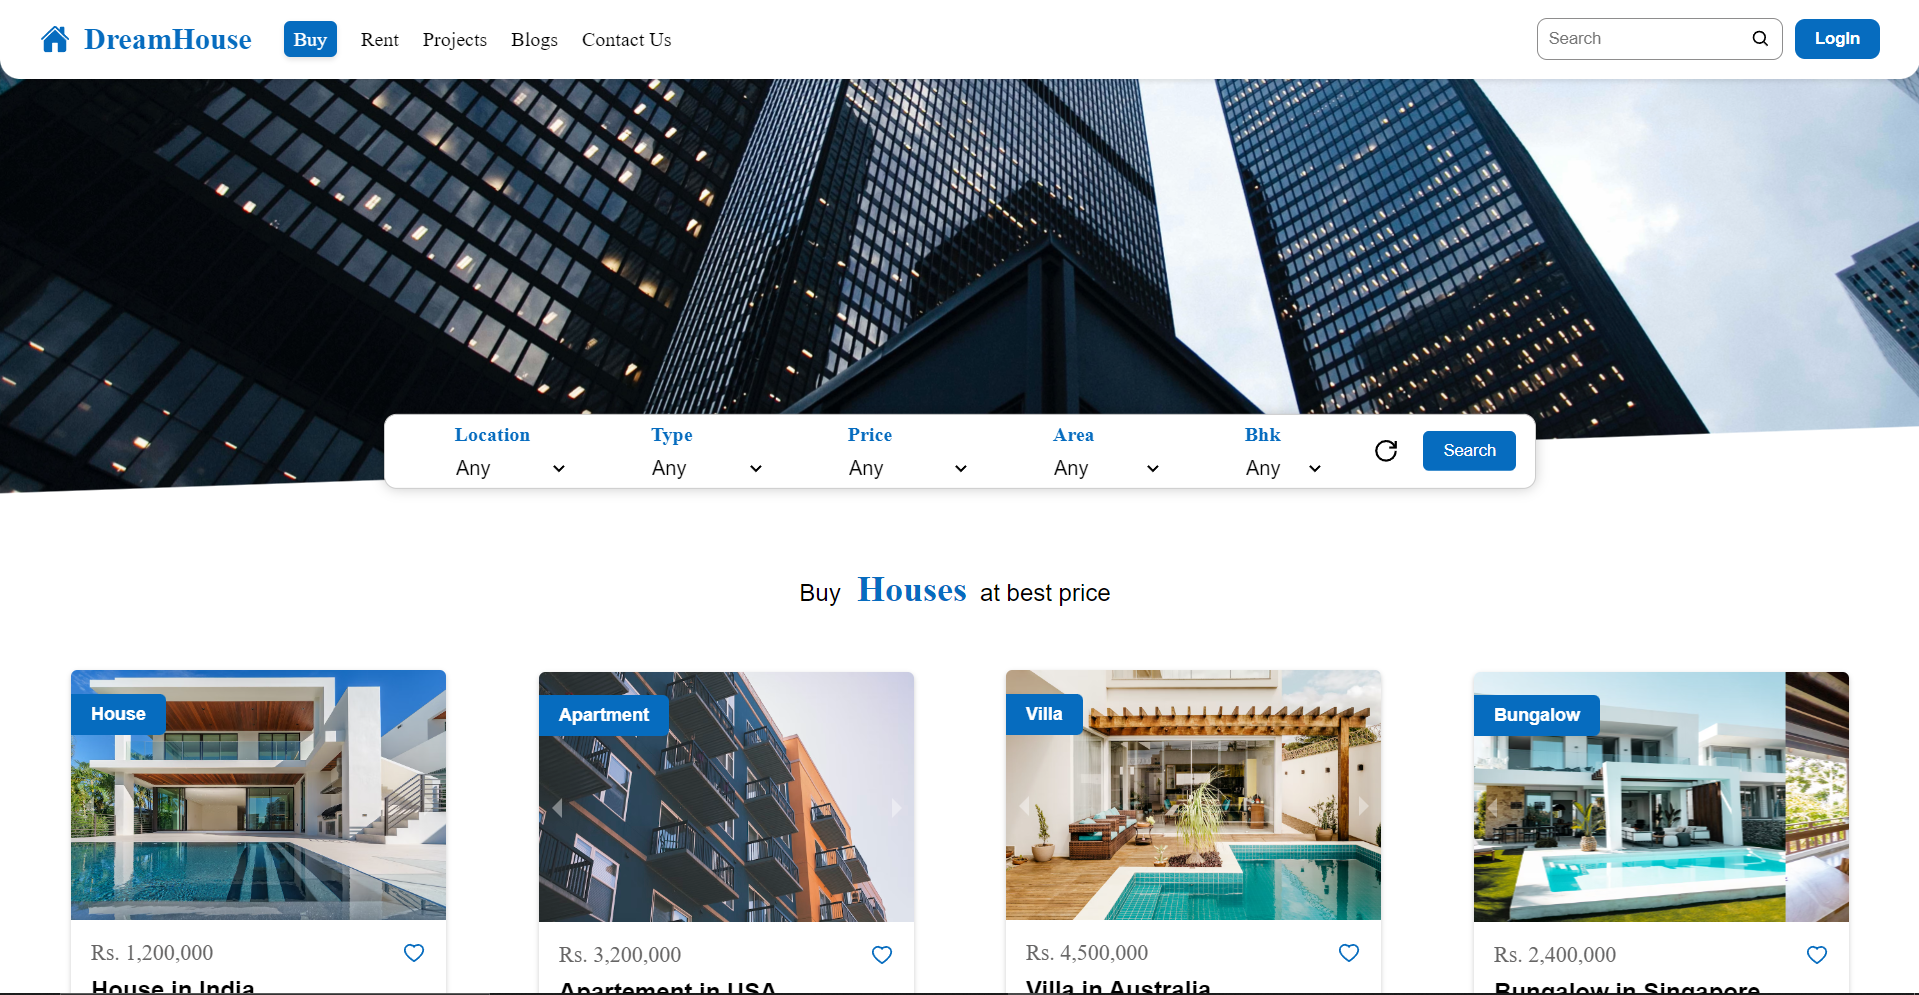 DreamHouse Buy Rent Projects Blogs Contact Us Search LogIn
Location Type Price Area Bhk
Any Any Any Any Any Search
Buy Houses at best price
House Apartment Villa Bungalow
Rs. 1,200,000 Rs. 3,200,000 Rs. 4,500,000 Rs. 2,400,000
House in India Apartement in USA Villa in Australia Bungalow in Singapore